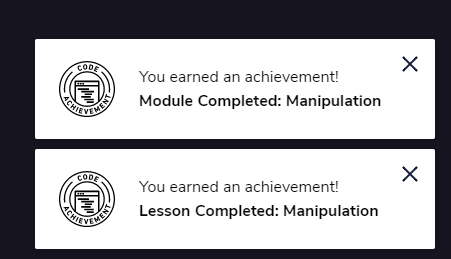 CODE
ACHIEVEMENT
You earned an achievement!
Module Completed: Manipulation
CODE
ACHIEVEMENT
You earned an achievement!
Lesson Completed: Manipulation